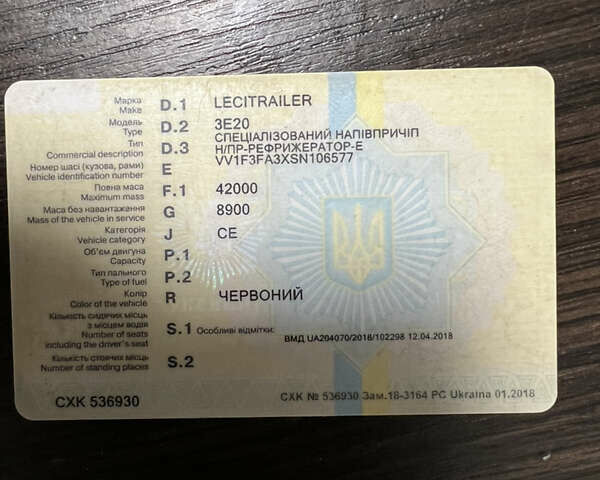 Марка D.1 LECITRAILER
Make
Модель D.2 3E20
Type СПЕЦІАЛІЗОВАНИЙ НАПІВПРИЧІП
Тип D.3 Н/ПР-РЕФРИЖЕРАТОР-Е
Commercial description VV1F3FA3XSN106577
Номер шасі (кузова, рами) E
Vehicle identification number
Повна маса F.1 42000
Maximum mass
Маса без навантаження G 8900
Mass of the vehicle in service
Категорія J CE
Vehicle category
Об'єм двигуна P.1
Capacity
Тип пального P.2
Type of fuel
Колір R ЧЕРВОНИЙ
Color of the vehicle
Кількість сидячих місць
з місцем водія S.1 Особливі відмітки: ВМД UA204070/2018/102298 12.04.2018
Number of seats
including the driver's seat
Кількість стоячих місць S.2
Number of standing places
СХК 536930 СХК № 536930 Зам.18-3164 PC Ukraina 01.2018